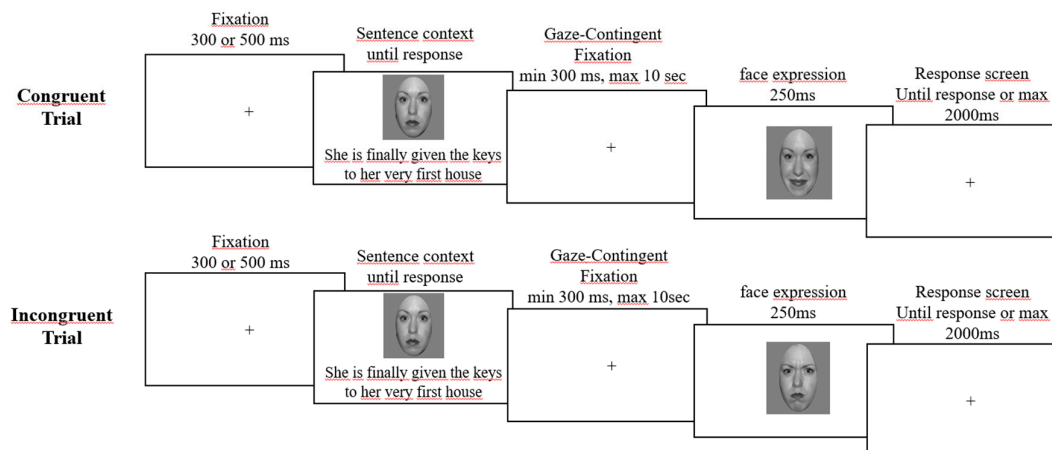 Fixation
300 or 500 ms
Sentence context
until response
Gaze-Contingent
Fixation
min 300 ms, max 10 sec
face expression
250ms
Response screen
Until response or max
2000ms
Congruent
Trial
+
She is finally given the keys
to her very first house
+
+
Fixation
300 or 500 ms
Sentence context
until response
Gaze-Contingent
Fixation
min 300 ms, max 10sec
face expression
250ms
Response screen
Until response or max
2000ms
Incongruent
Trial
+
She is finally given the keys
to her very first house
+
+